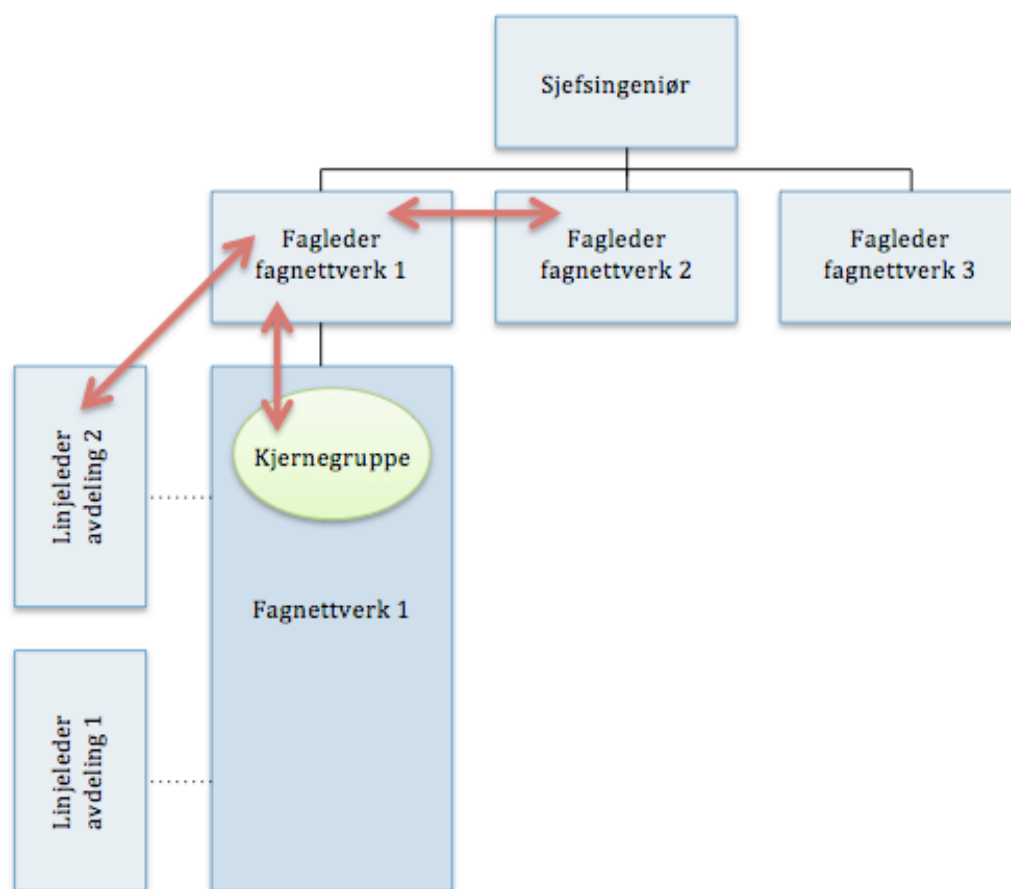 Sjefsingeniør
Fagleder
fagnettverk 1
Fagleder
fagnettverk 2
Fagleder
fagnettverk 3
Linjeleder
avdeling 2
Kjernegruppe
Fagnettverk 1
Linjeleder
avdeling 1